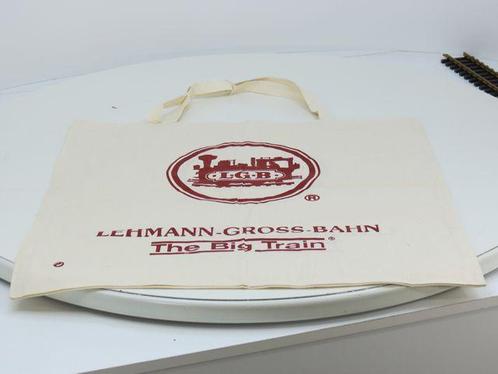 L·G·B
®
LEHMANN-GROSS-BAHN
The Big Train®